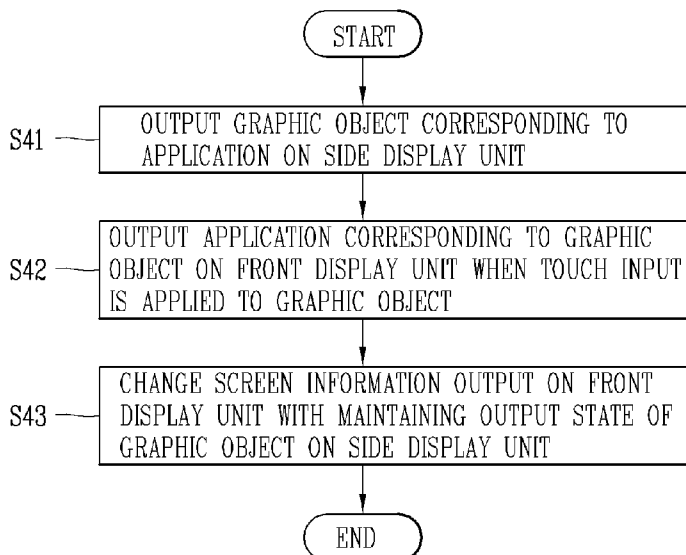 START
S41
OUTPUT GRAPHIC OBJECT CORRESPONDING TO
APPLICATION ON SIDE DISPLAY UNIT
S42
OUTPUT APPLICATION CORRESPONDING TO GRAPHIC
OBJECT ON FRONT DISPLAY UNIT WHEN TOUCH INPUT
IS APPLIED TO GRAPHIC OBJECT
S43
CHANGE SCREEN INFORMATION OUTPUT ON FRONT
DISPLAY UNIT WITH MAINTAINING OUTPUT STATE OF
GRAPHIC OBJECT ON SIDE DISPLAY UNIT
END